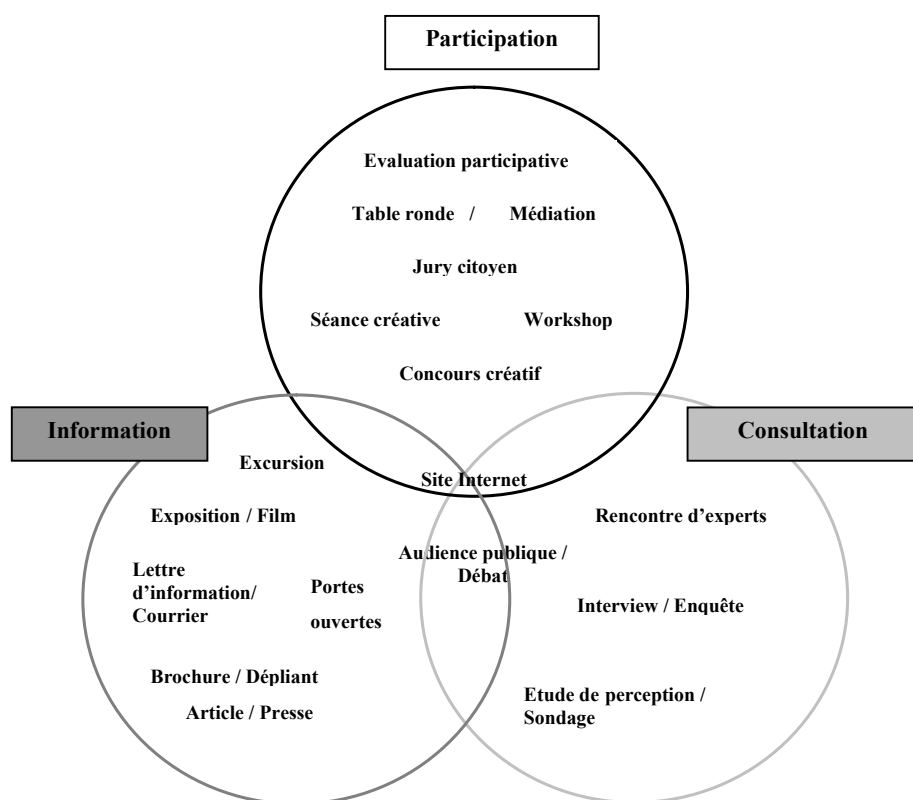 Participation
Evaluation participative
Table ronde / Médiation
Jury citoyen
Séance créative Workshop
Concours créatif
Information
Consultation
Excursion
Site Internet
Exposition / Film
Rencontre d’experts
Audience publique /
Débat
Lettre
d’information/
Courrier
Portes
ouvertes
Interview / Enquête
Brochure / Dépliant
Article / Presse
Etude de perception /
Sondage